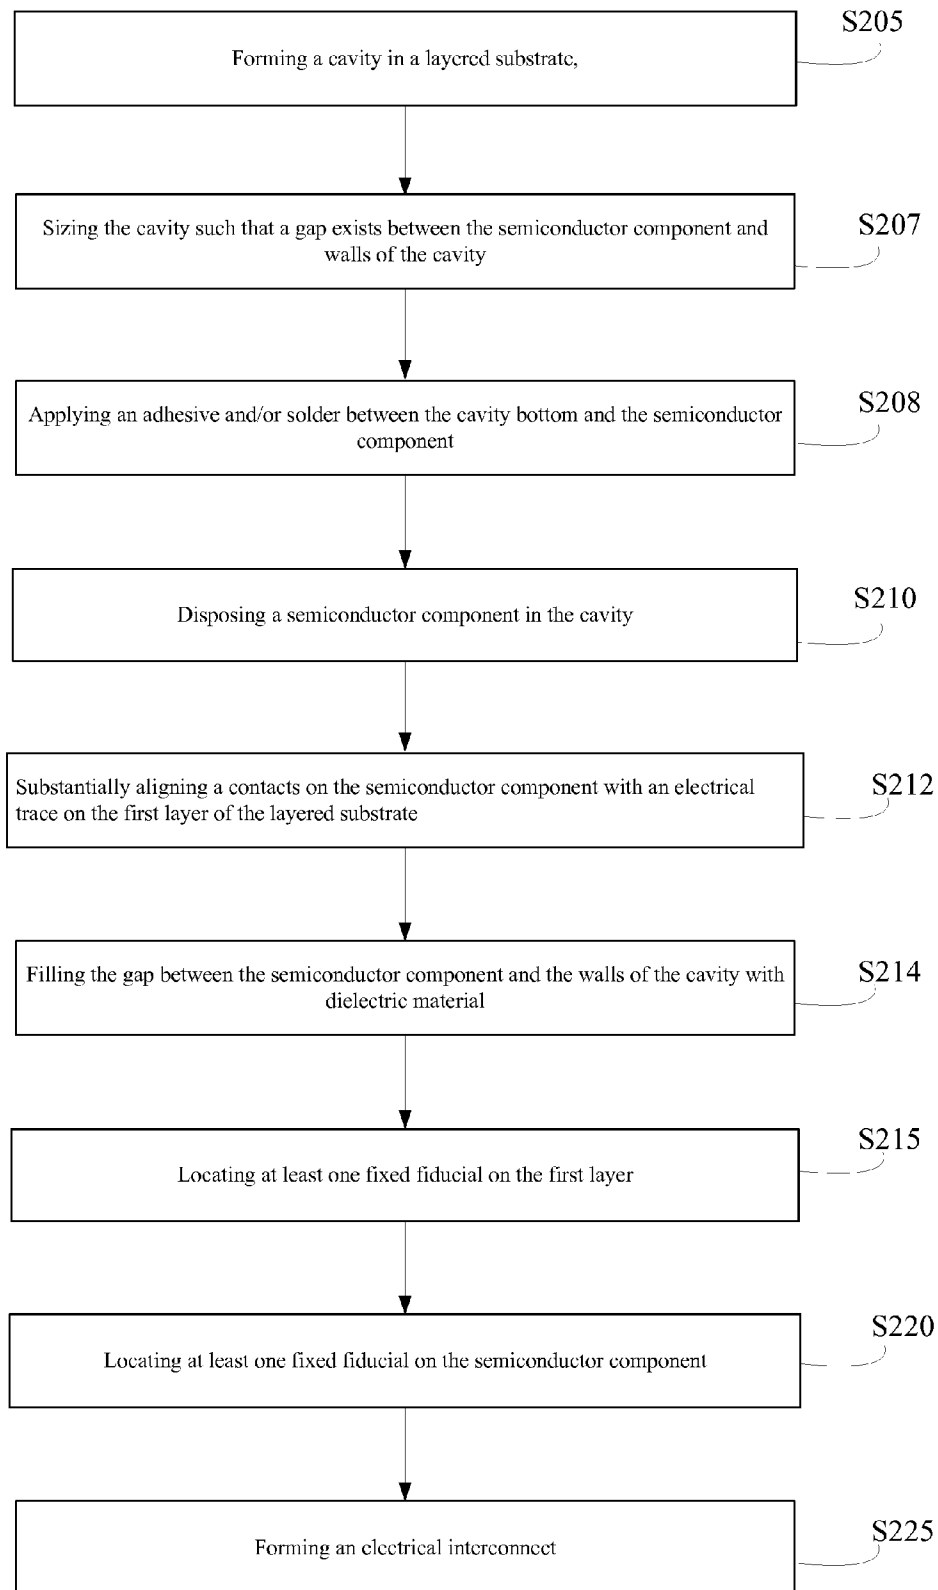 S205
Forming a cavity in a layered substrate,
S207
Sizing the cavity such that a gap exists between the semiconductor component and
walls of the cavity
S208
Applying an adhesive and/or solder between the cavity bottom and the semiconductor
component
S210
Disposing a semiconductor component in the cavity
S212
Substantially aligning a contacts on the semiconductor component with an electrical
trace on the first layer of the layered substrate
S214
Filling the gap between the semiconductor component and the walls of the cavity with
dielectric material
S215
Locating at least one fixed fiducial on the first layer
S220
Locating at least one fixed fiducial on the semiconductor component
S225
Forming an electrical interconnect